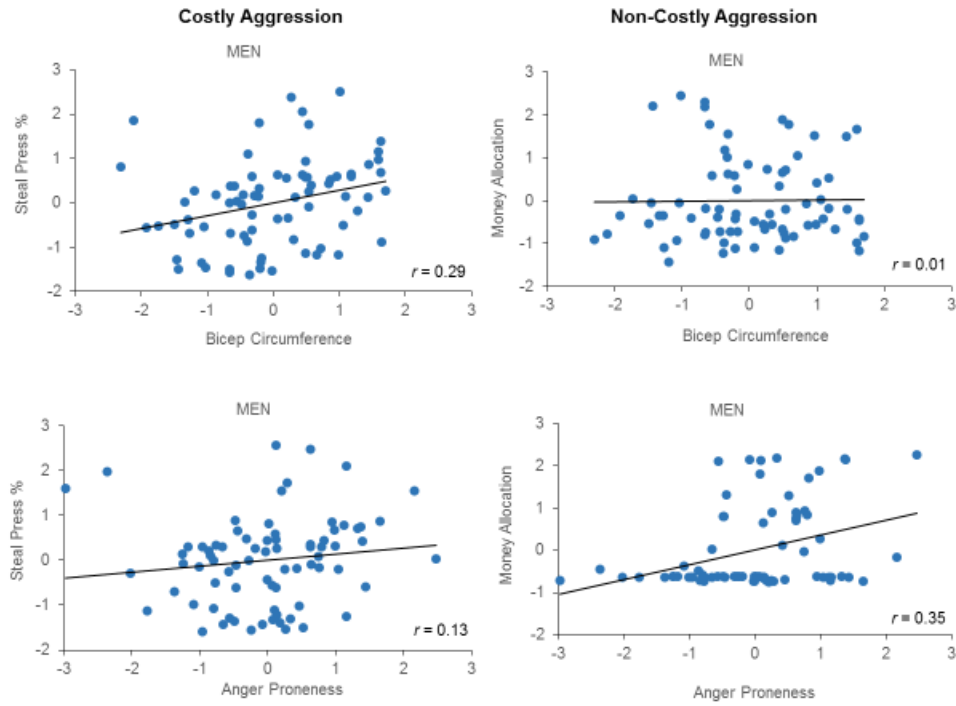 Costly Aggression
Non-Costly Aggression
MEN
Steal Press %
3
2
1
0
-1
-2
-3
-2
-1
0
1
2
3
r = 0.29
Bicep Circumference
MEN
Money Allocation
3
2
1
0
-1
-2
-3
-2
-1
0
1
2
3
r = 0.01
Bicep Circumference
MEN
Steal Press %
3
2
1
0
-1
-2
-3
-2
-1
0
1
2
3
r = 0.13
Anger Proneness
MEN
Money Allocation
3
2
1
0
-1
-2
-3
-2
-1
0
1
2
3
r = 0.35
Anger Proneness